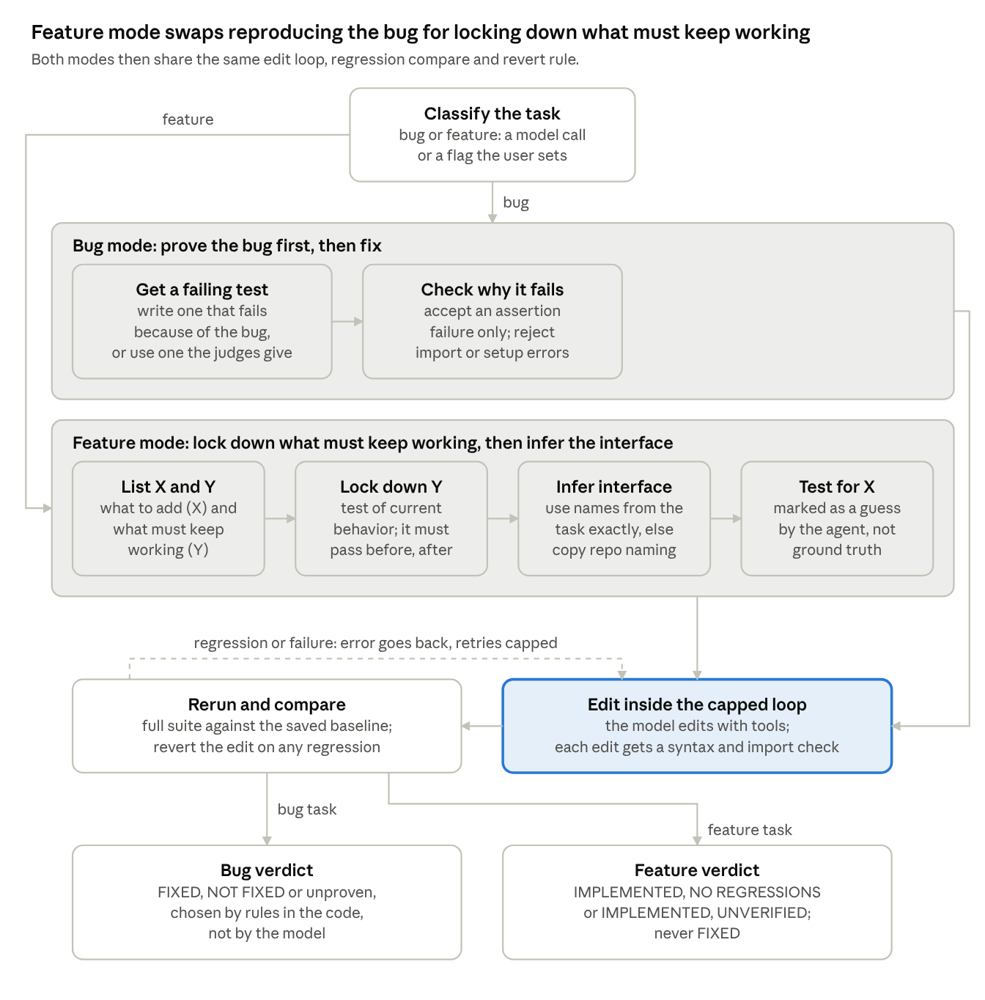 Feature mode swaps reproducing the bug for locking down what must keep working
Both modes then share the same edit loop, regression compare and revert rule.
Classify the task
bug or feature: a model call
or a flag the user sets
feature
bug
Bug mode: prove the bug first, then fix
Get a failing test
write one that fails
because of the bug,
or use one the judges give
Check why it fails
accept an assertion
failure only; reject
import or setup errors
Feature mode: lock down what must keep working, then infer the interface
List X and Y
what to add (X) and
what must keep
working (Y)
Lock down Y
test of current
behavior; it must
pass before, after
Infer interface
use names from the
task exactly, else
copy repo naming
Test for X
marked as a guess
by the agent, not
ground truth
regression or failure: error goes back, retries capped
Rerun and compare
full suite against the saved baseline;
revert the edit on any regression
Edit inside the capped loop
the model edits with tools;
each edit gets a syntax and import check
bug task
feature task
Bug verdict
FIXED, NOT FIXED or unproven,
chosen by rules in the code,
not by the model
Feature verdict
IMPLEMENTED, NO REGRESSIONS
or IMPLEMENTED, UNVERIFIED;
never FIXED